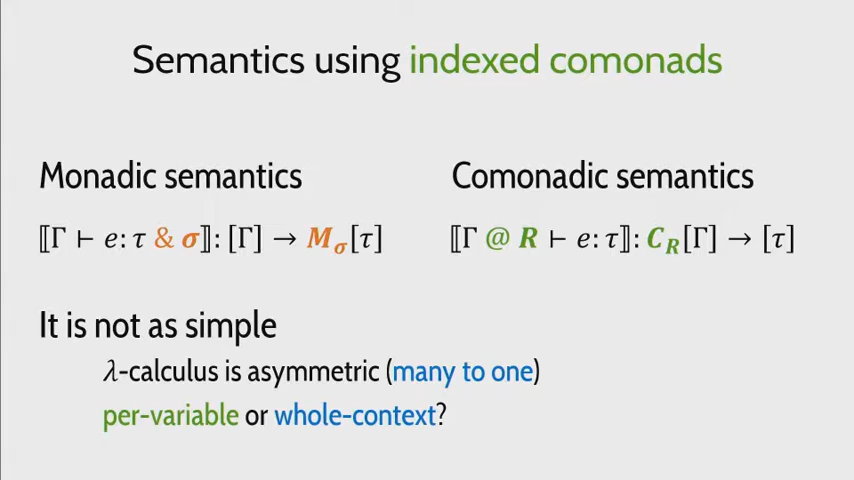 Semantics using indexed comonads
Monadic semantics
⟦Γ ⊢ e: τ & σ⟧: [Γ] → M_σ[τ]
Comonadic semantics
⟦Γ @ R ⊢ e: τ⟧: C_R[Γ] → [τ]
It is not as simple
λ-calculus is asymmetric (many to one)
per-variable or whole-context?